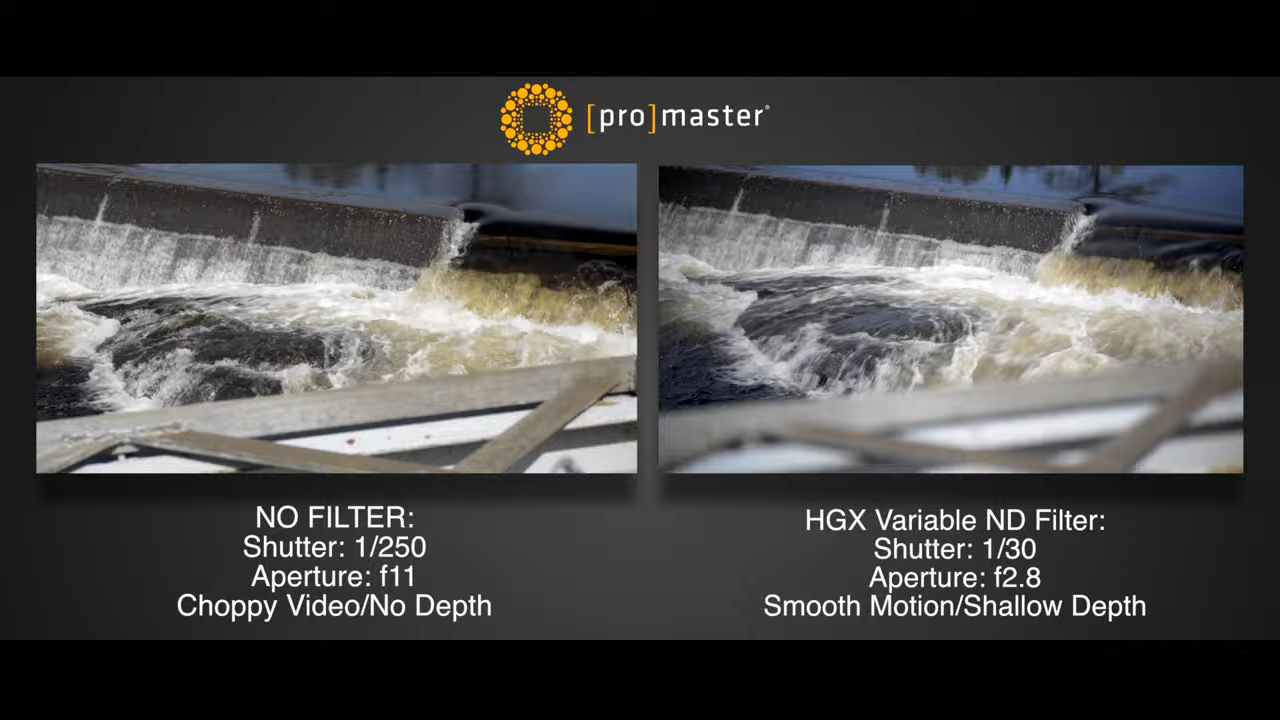 [pro]master®
NO FILTER:
Shutter: 1/250
Aperture: f11
Choppy Video/No Depth
HGX Variable ND Filter:
Shutter: 1/30
Aperture: f2.8
Smooth Motion/Shallow Depth